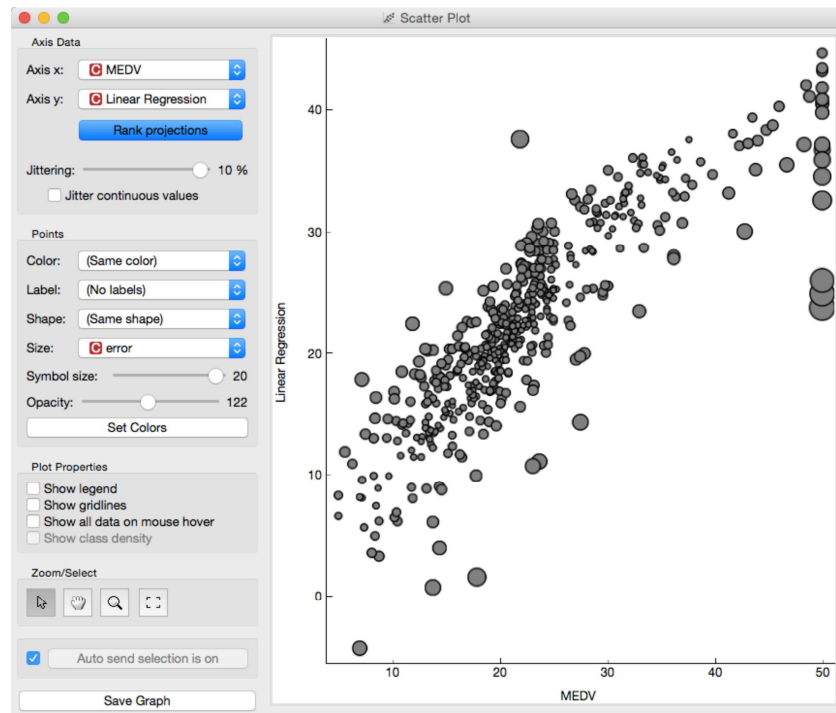 Scatter Plot
Axis Data
Axis x: C MEDV
Axis y: C Linear Regression
Rank projections
Jittering: 10 %
Jitter continuous values
Points
Color: (Same color)
Label: (No labels)
Shape: (Same shape)
Size: C error
Symbol size: 20
Opacity: 122
Set Colors
Plot Properties
Show legend
Show gridlines
Show all data on mouse hover
Show class density
Zoom/Select
Auto send selection is on
Save Graph
Linear Regression
40
30
20
10
0
10 20 30 40 50
MEDV